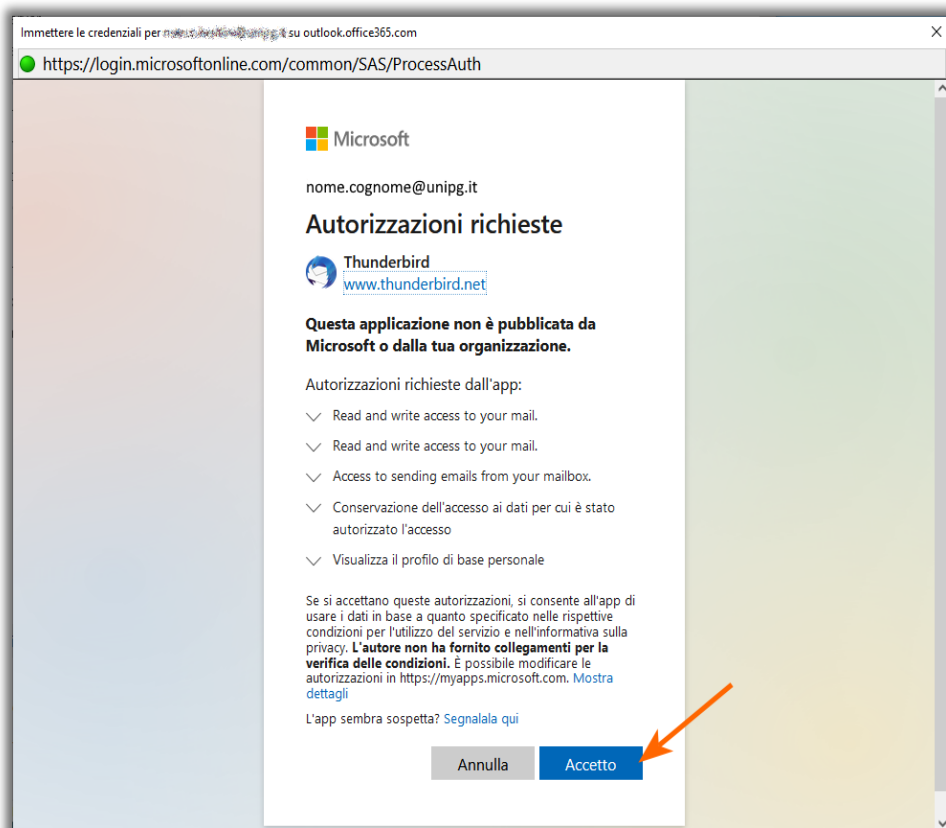 Immettere le credenziali per su outlook.office365.com
https://login.microsoftonline.com/common/SAS/ProcessAuth
Microsoft
nome.cognome@unipg.it
Autorizzazioni richieste
Thunderbird
www.thunderbird.net
Questa applicazione non è pubblicata da
Microsoft o dalla tua organizzazione.
Autorizzazioni richieste dall'app:
Read and write access to your mail.
Read and write access to your mail.
Access to sending emails from your mailbox.
Conservazione dell'accesso ai dati per cui è stato
autorizzato l'accesso
Visualizza il profilo di base personale
Se si accettano queste autorizzazioni, si consente all'app di
usare i dati in base a quanto specificato nelle rispettive
condizioni per l'utilizzo del servizio e nell'informativa sulla
privacy. L'autore non ha fornito collegamenti per la
verifica delle condizioni. È possibile modificare le
autorizzazioni in https://myapps.microsoft.com. Mostra
dettagli
L'app sembra sospetta? Segnalala qui
Annulla
Accetto